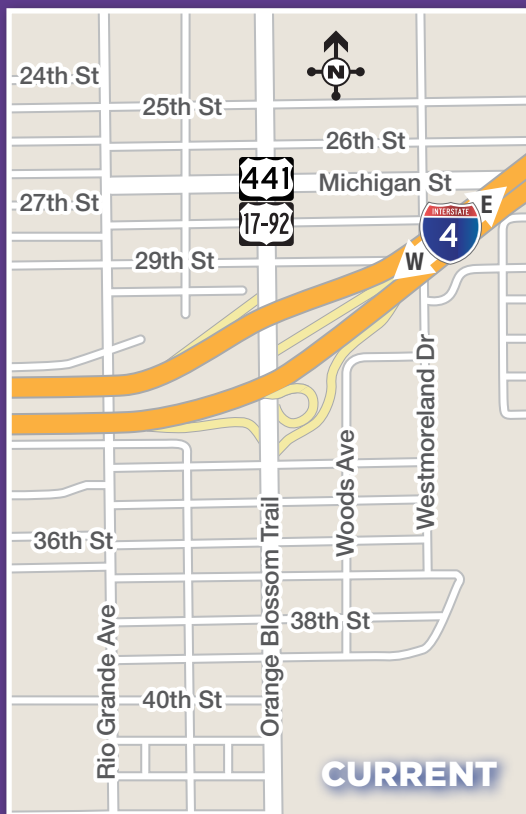 24th St
N
25th St
26th St
441
Michigan St
27th St
17-92
E
INTERSTATE
4
29th St
W
Westmoreland Dr
Woods Ave
36th St
Orange Blossom Trail
Rio Grande Ave
38th St
40th St
CURRENT